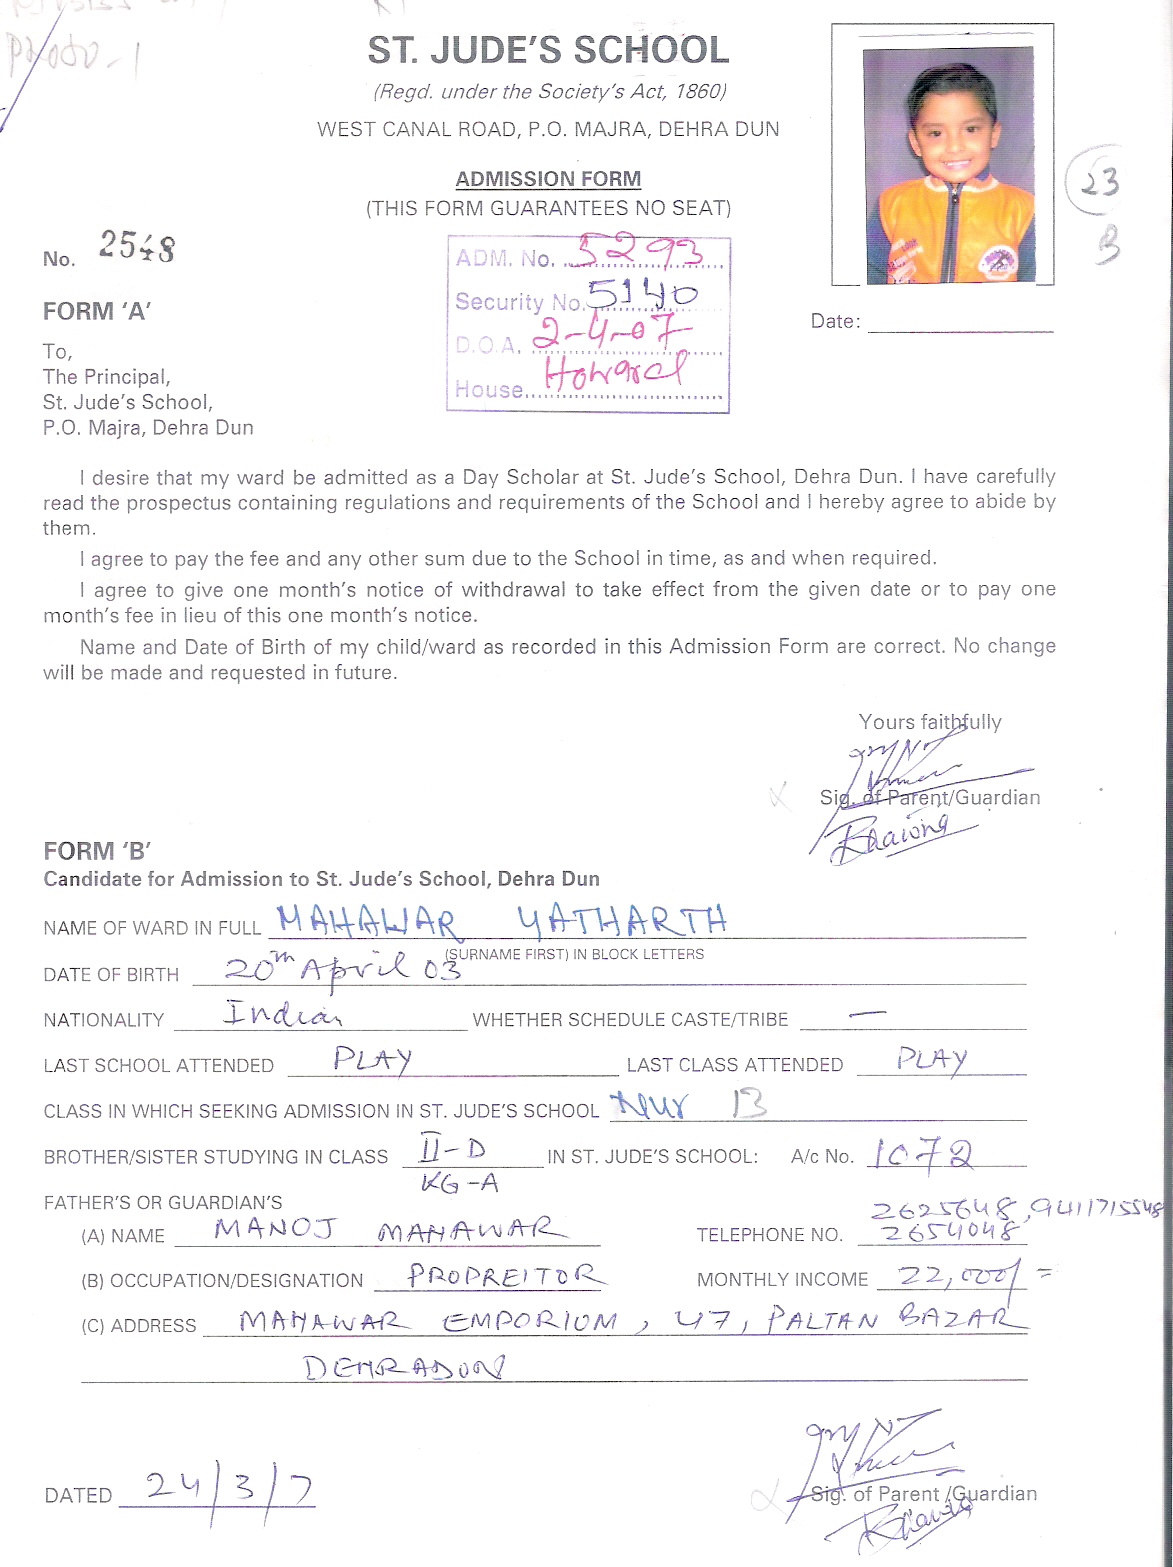 ST. JUDE'S SCHOOL
(Regd. under the Society's Act, 1860)
WEST CANAL ROAD, P.O. MAJRA, DEHRA DUN
ADMISSION FORM
(THIS FORM GUARANTEES NO SEAT)
23
B
No. 2548
ADM. No. 5293
Security No. 5140
D.O.A. 2-4-07
House Howard
FORM 'A'
Date:
To,
The Principal,
St. Jude's School,
P.O. Majra, Dehra Dun
I desire that my ward be admitted as a Day Scholar at St. Jude's School, Dehra Dun. I have carefully
read the prospectus containing regulations and requirements of the School and I hereby agree to abide by
them.
I agree to pay the fee and any other sum due to the School in time, as and when required.
I agree to give one month's notice of withdrawal to take effect from the given date or to pay one
month's fee in lieu of this one month's notice.
Name and Date of Birth of my child/ward as recorded in this Admission Form are correct. No change
will be made and requested in future.
Yours faithfully
Sig. of Parent/Guardian
FORM 'B'
Candidate for Admission to St. Jude's School, Dehra Dun
NAME OF WARD IN FULL MAHAWAR YATHARTH
(SURNAME FIRST) IN BLOCK LETTERS
DATE OF BIRTH 20th April 03
NATIONALITY Indian WHETHER SCHEDULE CASTE/TRIBE —
LAST SCHOOL ATTENDED PLAY LAST CLASS ATTENDED PLAY
CLASS IN WHICH SEEKING ADMISSION IN ST. JUDE'S SCHOOL Nur B
BROTHER/SISTER STUDYING IN CLASS II-D IN ST. JUDE'S SCHOOL: A/c No. 1072
KG-A
FATHER'S OR GUARDIAN'S
2625648, 9411715548
(A) NAME MANOJ MAHAWAR TELEPHONE NO. 2654048
(B) OCCUPATION/DESIGNATION PROPREITOR MONTHLY INCOME 22,000/=
(C) ADDRESS MAHAWAR EMPORIUM, 47, PALTAN BAZAR
DEHRADUN
DATED 24/3/7
Sig. of Parent /Guardian